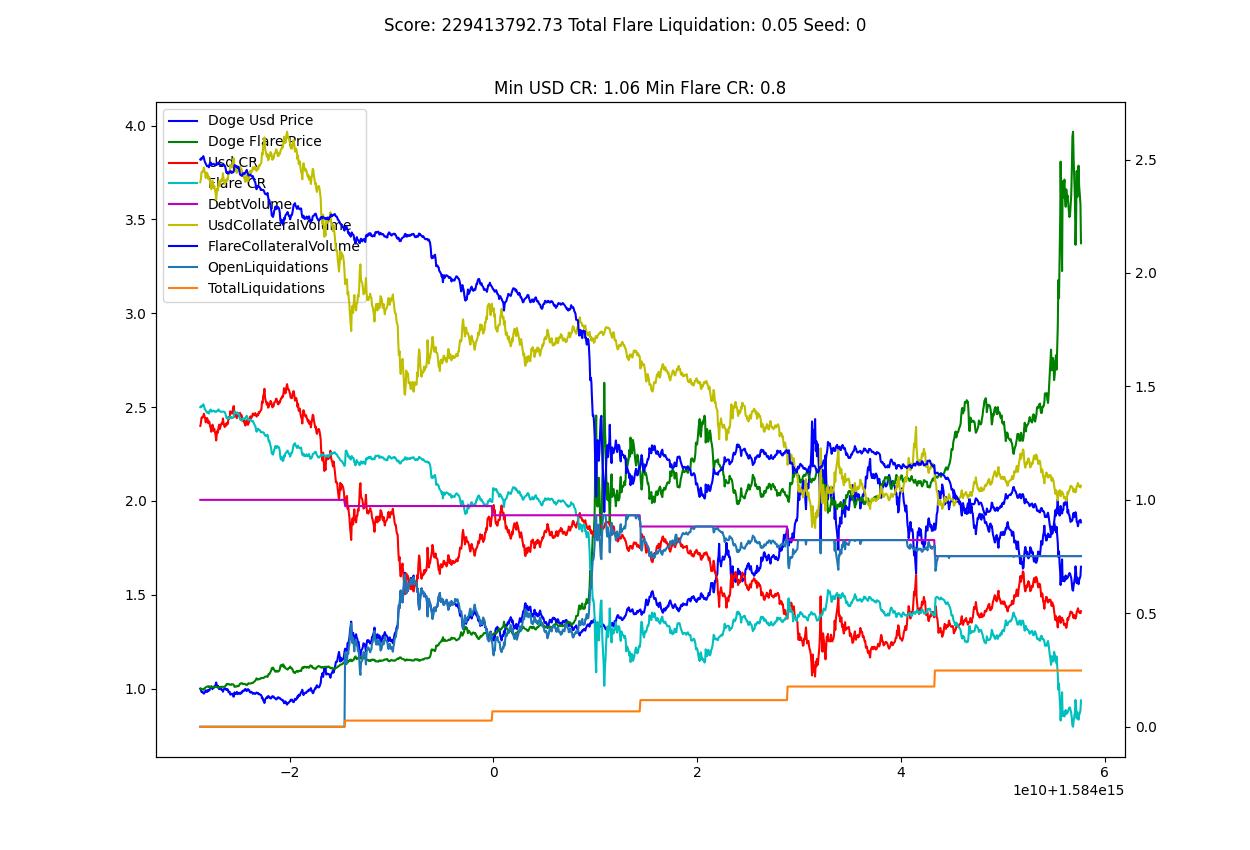 Score: 229413792.73 Total Flare Liquidation: 0.05 Seed: 0
Min USD CR: 1.06 Min Flare CR: 0.8
Doge Usd Price
Doge Flare Price
Usd CR
Flare CR
DebtVolume
UsdCollateralVolume
FlareCollateralVolume
OpenLiquidations
TotalLiquidations
4.0
3.5
3.0
2.5
2.0
1.5
1.0
2.5
2.0
1.5
1.0
0.5
0.0
−2 0 2 4 6
1e10+1.584e15